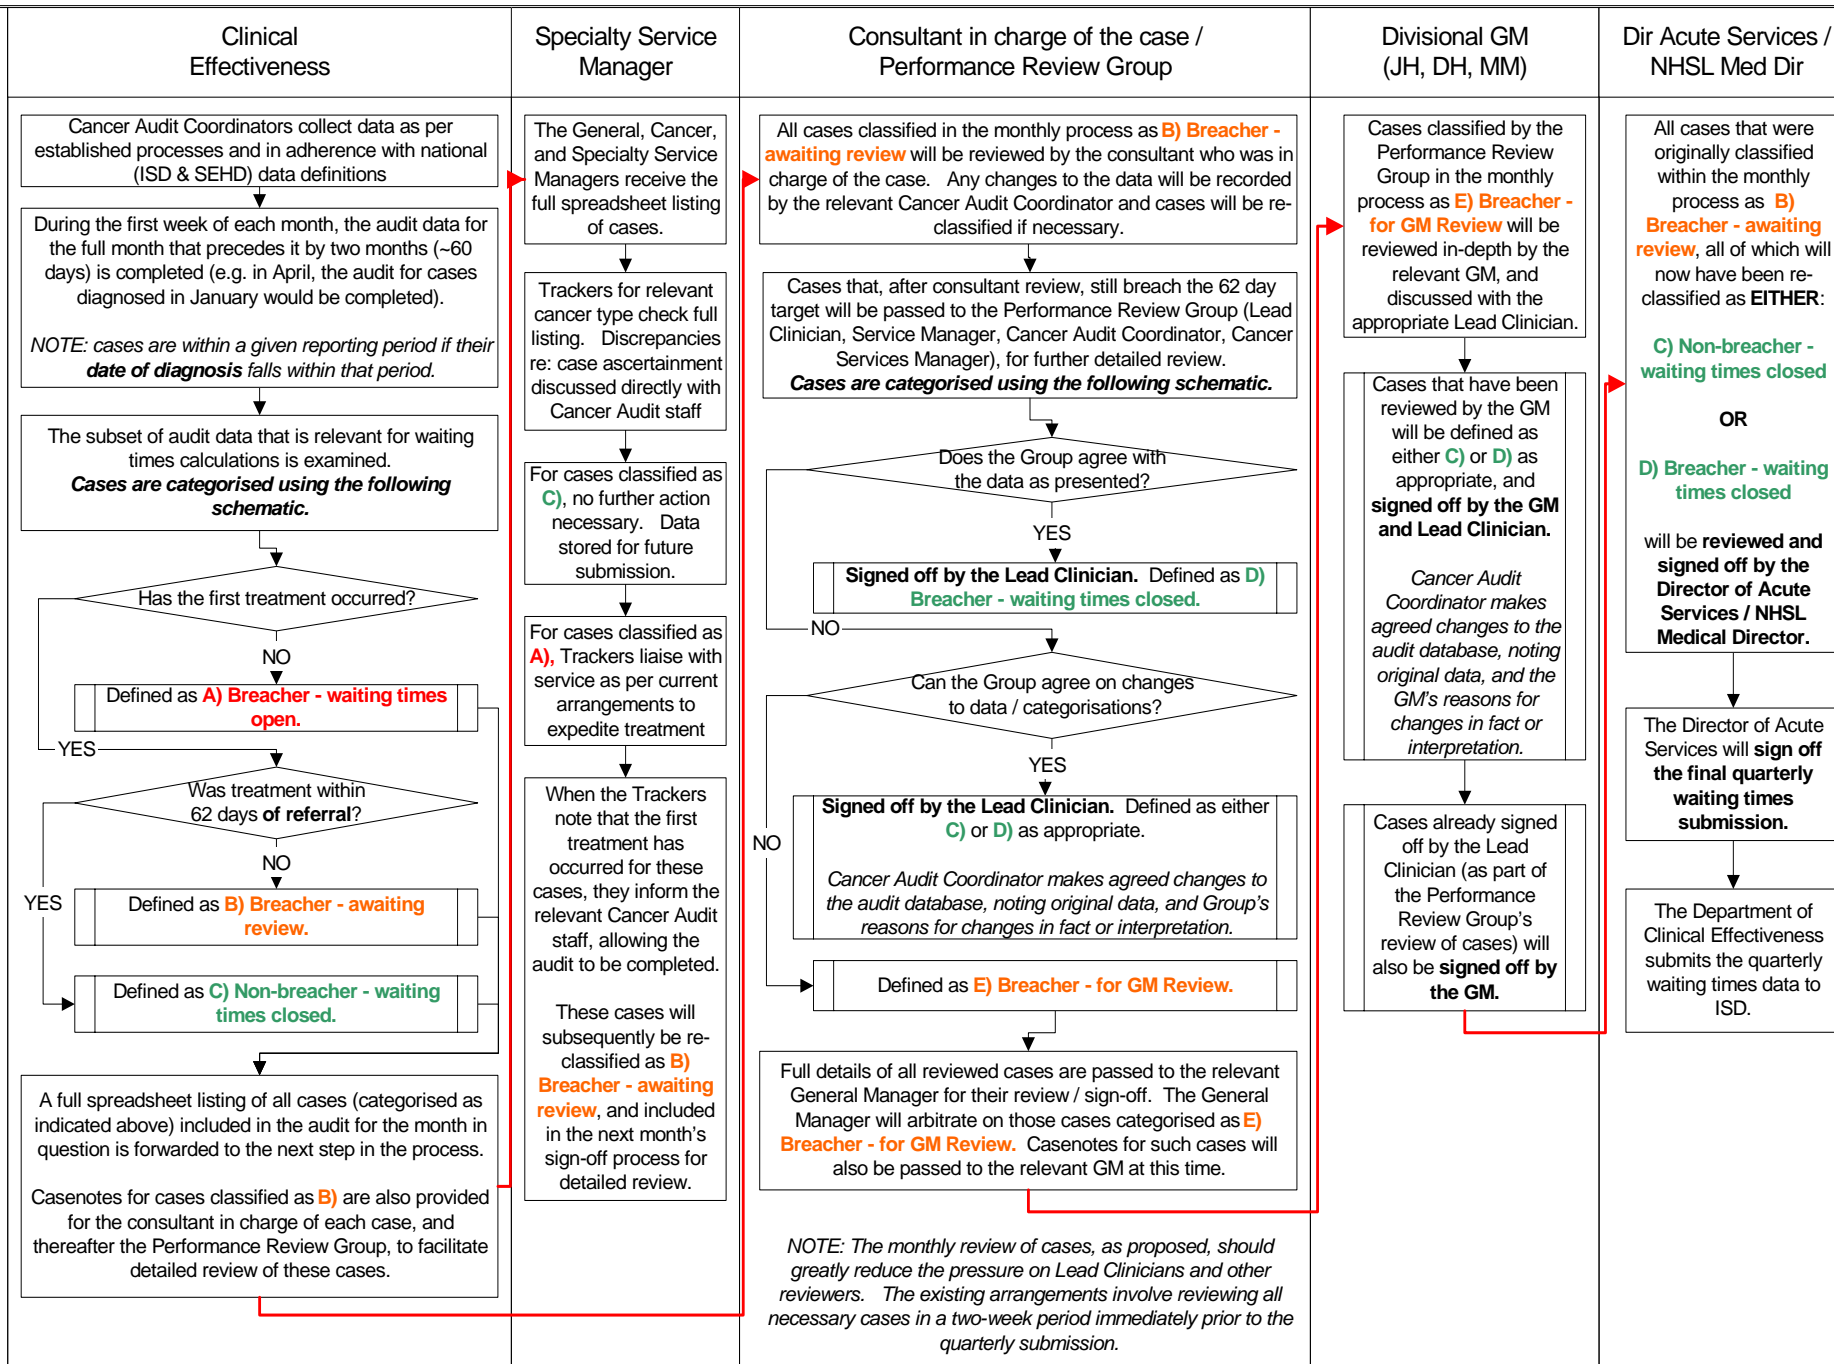 Clinical
Effectiveness
Cancer Audit Coordinators collect data as per
established processes and in adherence with national
(ISD & SEHD) data definitions
During the first week of each month, the audit data for
the full month that precedes it by two months (~60
days) is completed (e.g. in April, the audit for cases
diagnosed in January would be completed).
NOTE: cases are within a given reporting period if their
date of diagnosis falls within that period.
The subset of audit data that is relevant for waiting
times calculations is examined.
Cases are categorised using the following
schematic.
Has the first treatment occurred?
NO
Defined as A) Breacher - waiting times
open.
YES
Was treatment within
62 days of referral?
NO
YES
Defined as B) Breacher - awaiting
review.
Defined as C) Non-breacher - waiting
times closed.
A full spreadsheet listing of all cases (categorised as
indicated above) included in the audit for the month in
question is forwarded to the next step in the process.
Casenotes for cases classified as B) are also provided
for the consultant in charge of each case, and
thereafter the Performance Review Group, to facilitate
detailed review of these cases.
Specialty Service
Manager
The General, Cancer,
and Specialty Service
Managers receive the
full spreadsheet listing
of cases.
Trackers for relevant
cancer type check full
listing. Discrepancies
re: case ascertainment
discussed directly with
Cancer Audit staff
For cases classified as
C), no further action
necessary. Data
stored for future
submission.
For cases classified as
A), Trackers liaise with
service as per current
arrangements to
expedite treatment
When the Trackers
note that the first
treatment has
occurred for these
cases, they inform the
relevant Cancer Audit
staff, allowing the
audit to be completed.
These cases will
subsequently be re-
classified as B)
Breacher - awaiting
review, and included
in the next month's
sign-off process for
detailed review.
Consultant in charge of the case /
Performance Review Group
All cases classified in the monthly process as B) Breacher -
awaiting review will be reviewed by the consultant who was in
charge of the case. Any changes to the data will be recorded
by the relevant Cancer Audit Coordinator and cases will be re-
classified if necessary.
Cases that, after consultant review, still breach the 62 day
target will be passed to the Performance Review Group (Lead
Clinician, Service Manager, Cancer Audit Coordinator, Cancer
Services Manager), for further detailed review.
Cases are categorised using the following schematic.
Does the Group agree with
the data as presented?
YES
Signed off by the Lead Clinician. Defined as D)
Breacher - waiting times closed.
NO
Can the Group agree on changes
to data / categorisations?
YES
NO
Signed off by the Lead Clinician. Defined as either
C) or D) as appropriate.
Cancer Audit Coordinator makes agreed changes to
the audit database, noting original data, and Group's
reasons for changes in fact or interpretation.
Defined as E) Breacher - for GM Review.
Full details of all reviewed cases are passed to the relevant
General Manager for their review / sign-off. The General
Manager will arbitrate on those cases categorised as E)
Breacher - for GM Review. Casenotes for such cases will
also be passed to the relevant GM at this time.
NOTE: The monthly review of cases, as proposed, should
greatly reduce the pressure on Lead Clinicians and other
reviewers. The existing arrangements involve reviewing all
necessary cases in a two-week period immediately prior to the
quarterly submission.
Divisional GM
(JH, DH, MM)
Cases classified by the
Performance Review
Group in the monthly
process as E) Breacher -
for GM Review will be
reviewed in-depth by the
relevant GM, and
discussed with the
appropriate Lead Clinician.
Cases that have been
reviewed by the GM
will be defined as
either C) or D) as
appropriate, and
signed off by the GM
and Lead Clinician.
Cancer Audit
Coordinator makes
agreed changes to the
audit database, noting
original data, and the
GM's reasons for
changes in fact or
interpretation.
Cases already signed
off by the Lead
Clinician (as part of
the Performance
Review Group's
review of cases) will
also be signed off by
the GM.
Dir Acute Services /
NHSL Med Dir
All cases that were
originally classified
within the monthly
process as B)
Breacher - awaiting
review, all of which will
now have been re-
classified as EITHER:
C) Non-breacher -
waiting times closed
OR
D) Breacher - waiting
times closed
will be reviewed and
signed off by the
Director of Acute
Services / NHSL
Medical Director.
The Director of Acute
Services will sign off
the final quarterly
waiting times
submission.
The Department of
Clinical Effectiveness
submits the quarterly
waiting times data to
ISD.